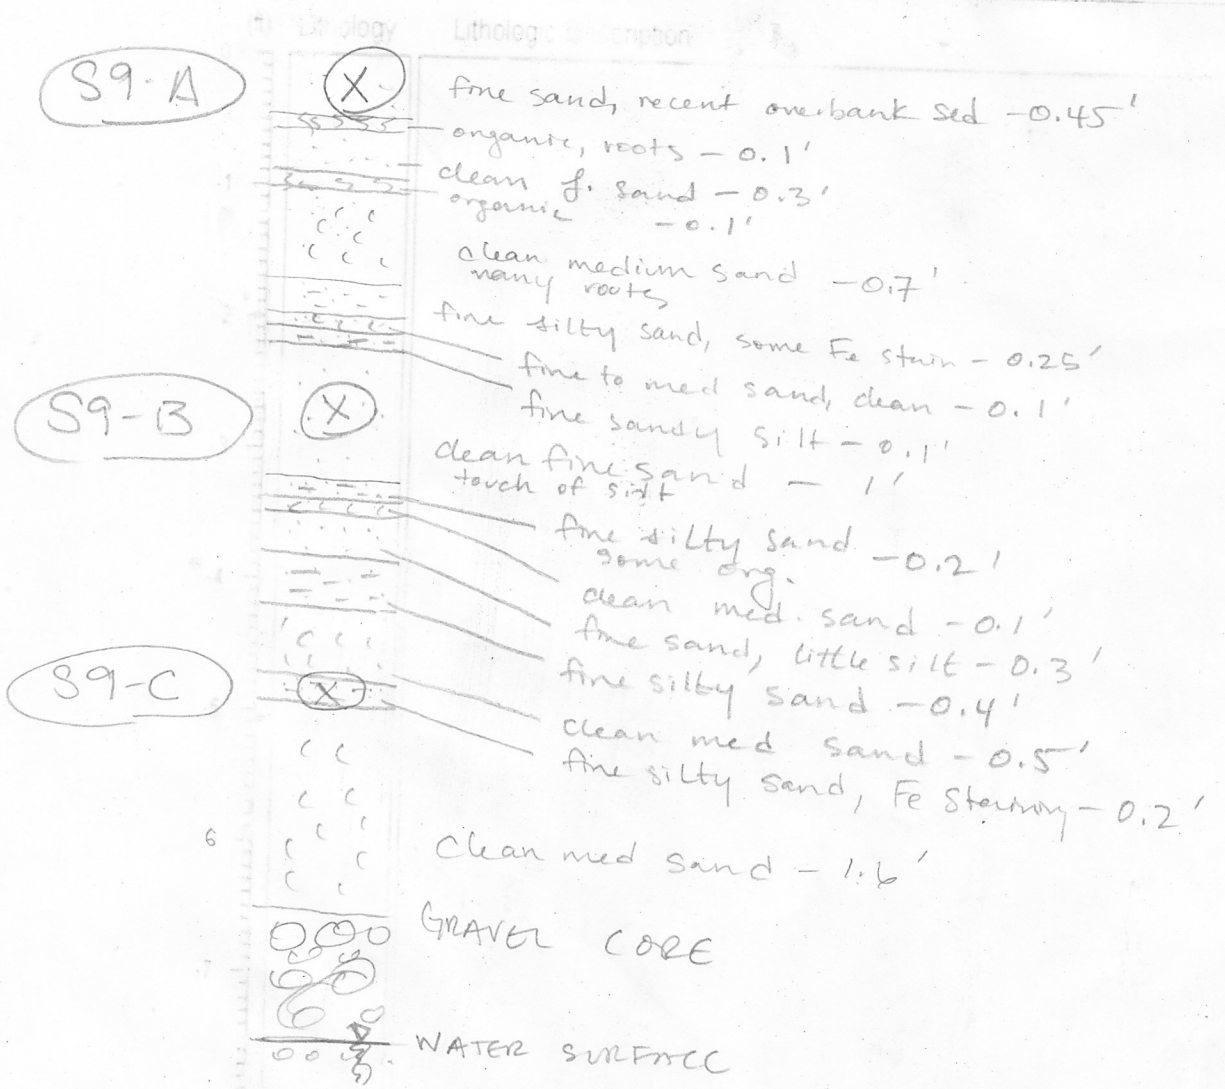 (ft) Lithology Lithologic Description
S9-A X fine sand, recent overbank sed -0.45'
organic, roots - 0.1'
1 clean f. sand - 0.3'
organic - 0.1'
clean medium sand - 0.7'
many roots
2 fine silty sand, some Fe stain - 0.25'
fine to med sand, clean - 0.1'
S9-B X fine sandy silt - 0.1'
clean fine sand - 1'
touch of silt
fine silty sand - 0.2'
some org.
4 clean med. sand - 0.1'
fine sand, little silt - 0.3'
S9-C X fine silty sand - 0.4'
clean med sand - 0.5'
fine silty sand, Fe Staining - 0.2'
6 clean med sand - 1.6'
GRAVEL CORE
7
WATER SURFACE